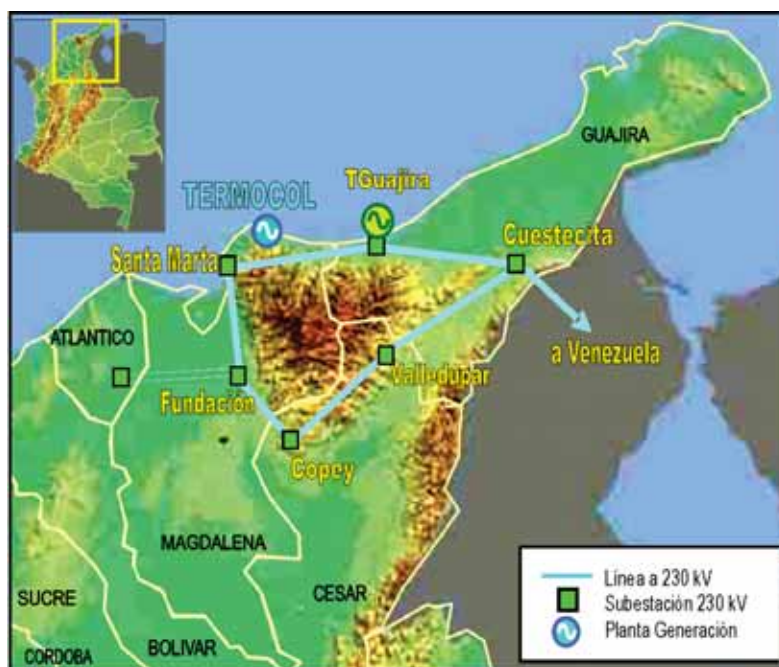 GUAJIRA
TGuajira
TERMOCOL
Santa Marta
Cuestecita
ATLANTICO
a Venezuela
Valledupar
Fundación
Copey
MAGDALENA
CESAR
SUCRE
BOLIVAR
CORDOBA
Línea a 230 kV
Subestación 230 kV
Planta Generación